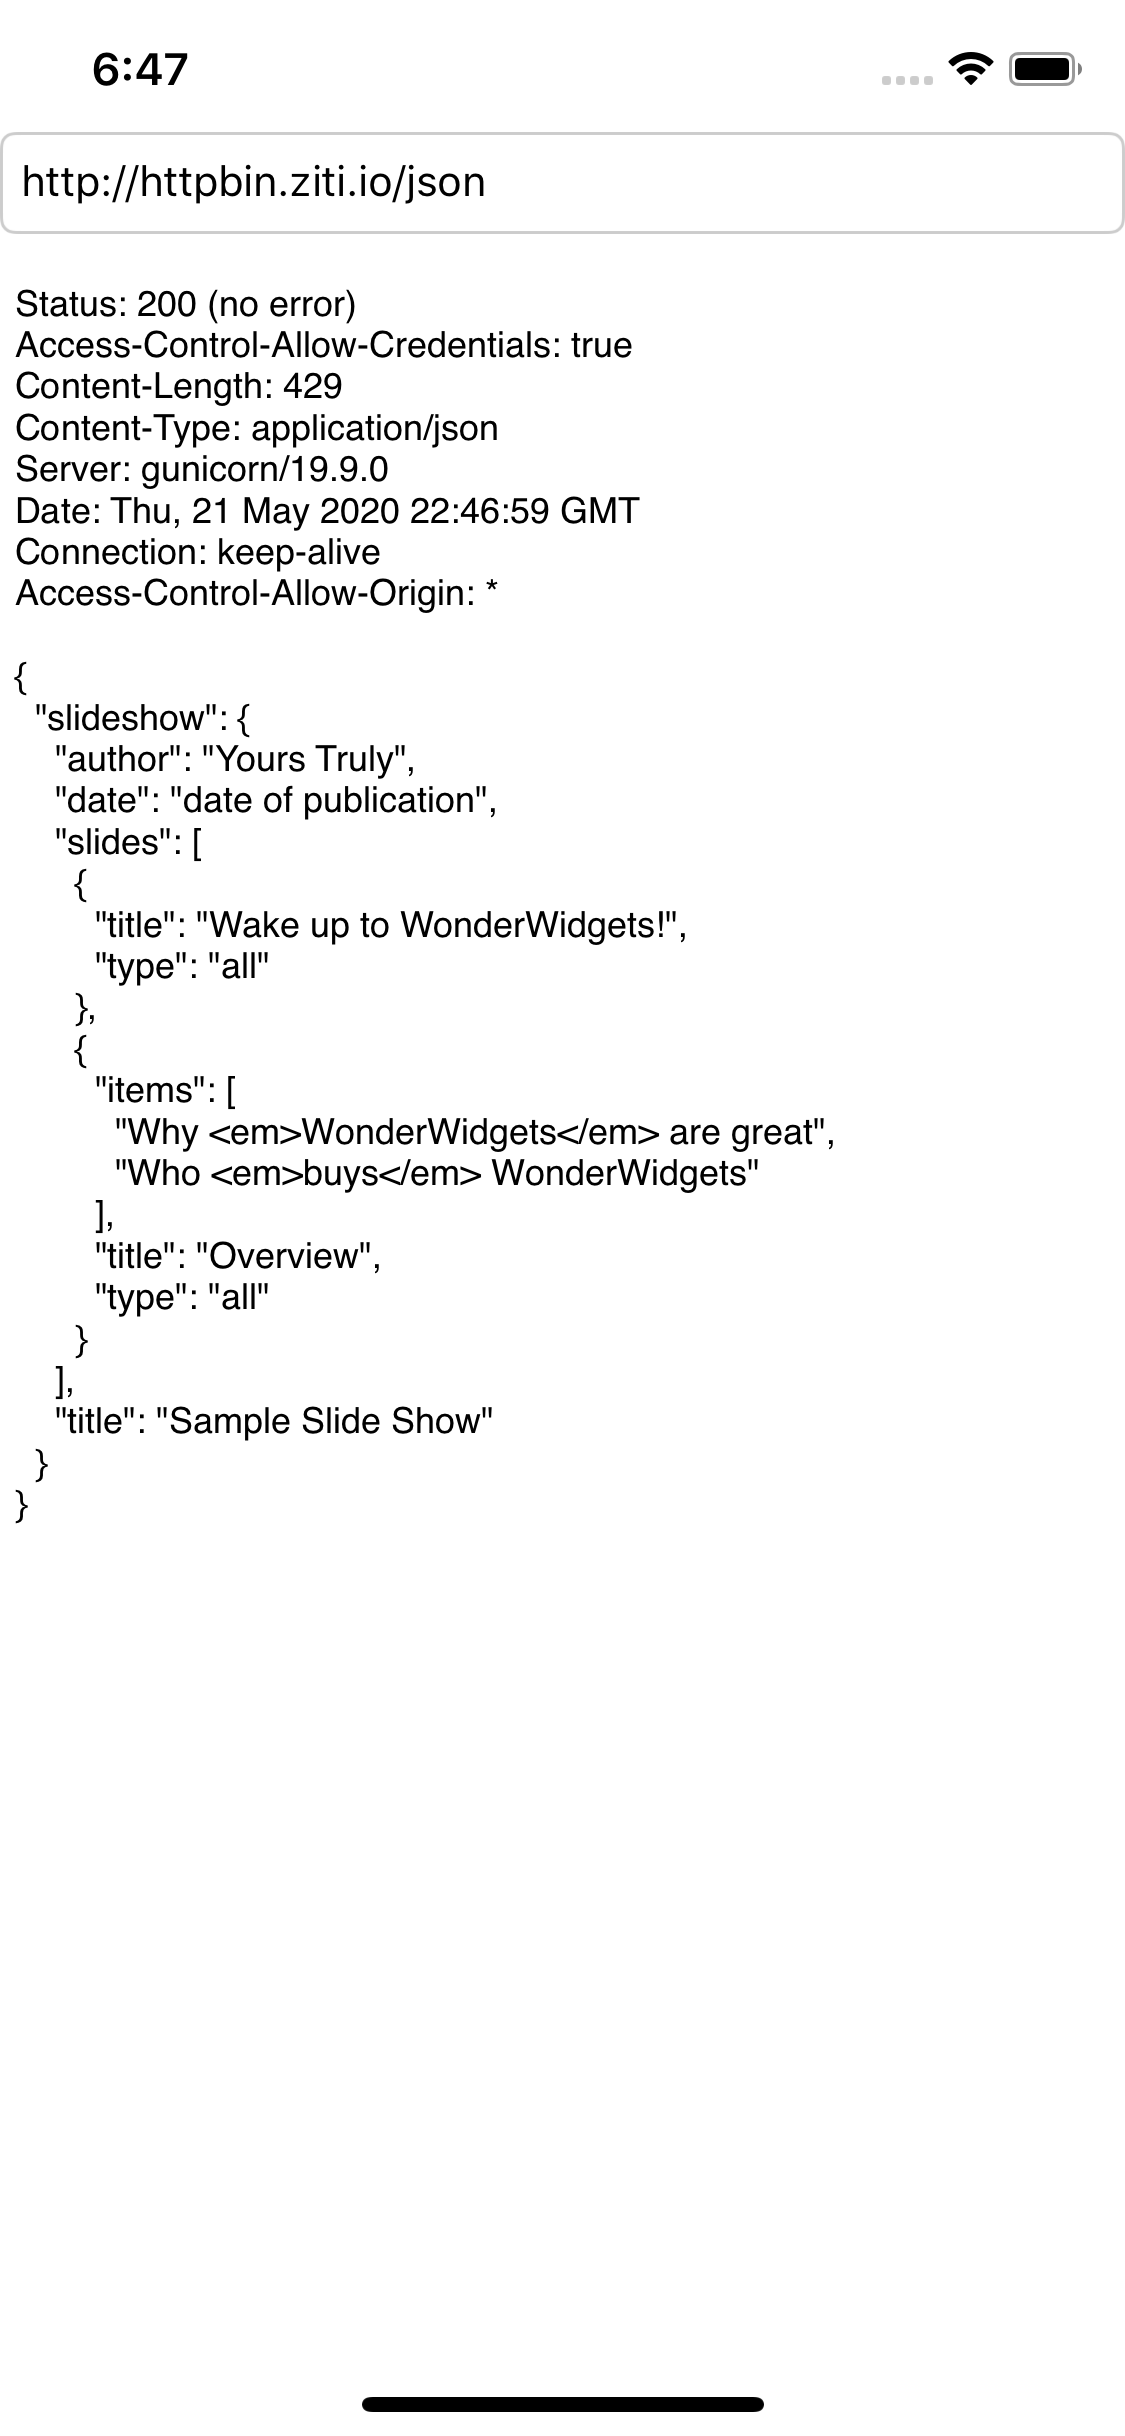 6:47
http://httpbin.ziti.io/json
Status: 200 (no error)
Access-Control-Allow-Credentials: true
Content-Length: 429
Content-Type: application/json
Server: gunicorn/19.9.0
Date: Thu, 21 May 2020 22:46:59 GMT
Connection: keep-alive
Access-Control-Allow-Origin: *

{
  "slideshow": {
    "author": "Yours Truly",
    "date": "date of publication",
    "slides": [
      {
        "title": "Wake up to WonderWidgets!",
        "type": "all"
      },
      {
        "items": [
          "Why <em>WonderWidgets</em> are great",
          "Who <em>buys</em> WonderWidgets"
        ],
        "title": "Overview",
        "type": "all"
      }
    ],
    "title": "Sample Slide Show"
  }
}